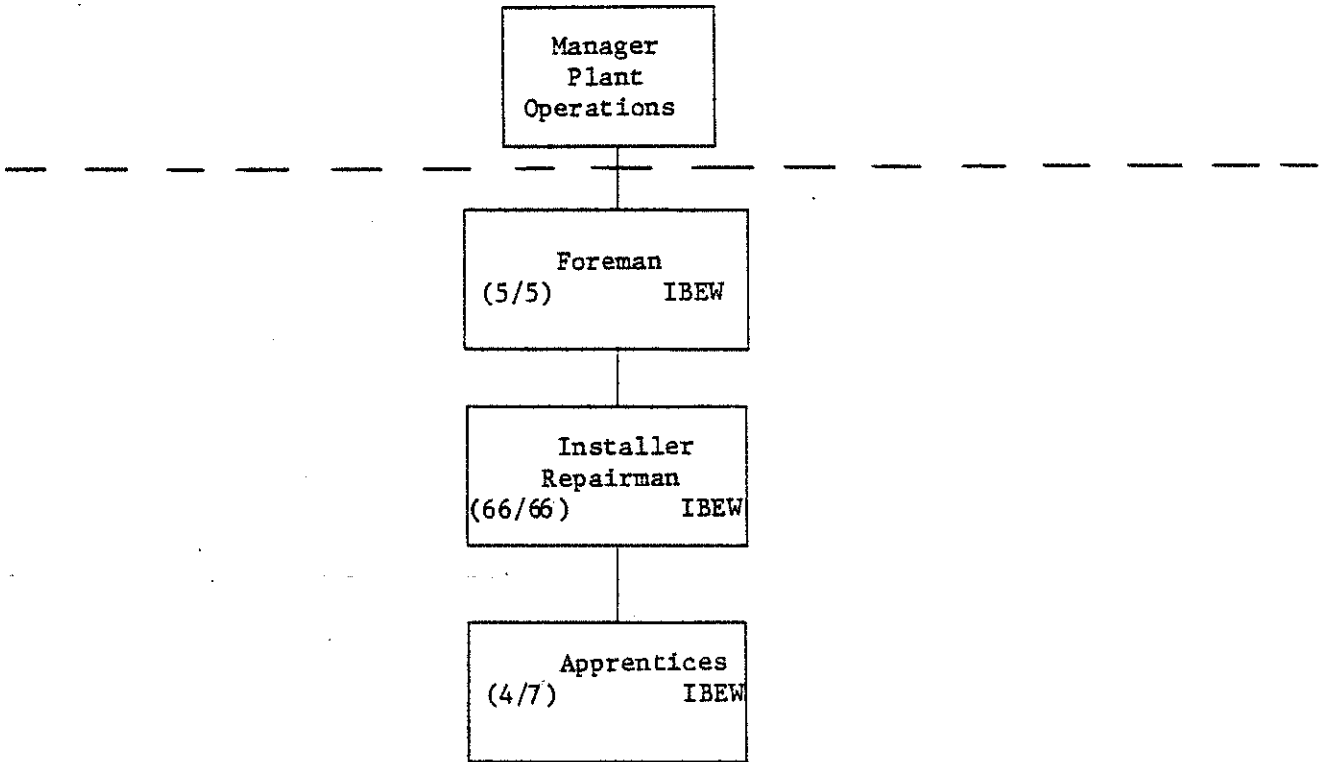 Manager
Plant
Operations
Foreman
(5/5) IBEW
Installer
Repairman
(66/66) IBEW
Apprentices
(4/7) IBEW